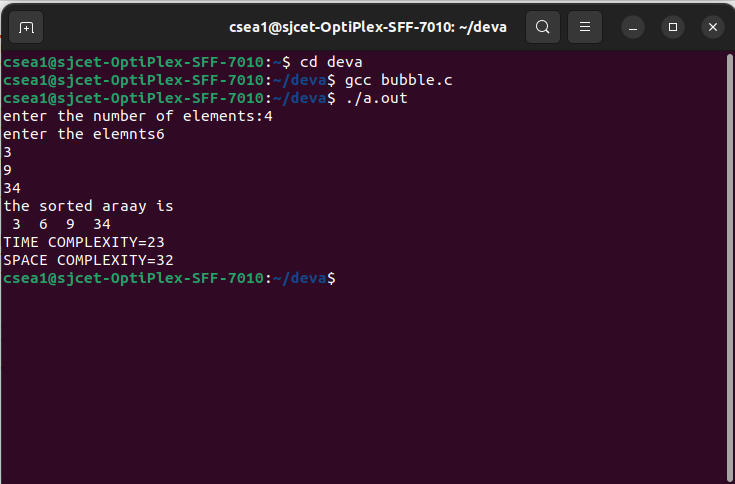 csea1@sjcet-OptiPlex-SFF-7010: ~/deva
csea1@sjcet-OptiPlex-SFF-7010:~$ cd deva
csea1@sjcet-OptiPlex-SFF-7010:~/deva$ gcc bubble.c
csea1@sjcet-OptiPlex-SFF-7010:~/deva$ ./a.out
enter the number of elements:4
enter the elemnts6
3
9
34
the sorted araay is
 3  6  9  34
TIME COMPLEXITY=23
SPACE COMPLEXITY=32
csea1@sjcet-OptiPlex-SFF-7010:~/deva$